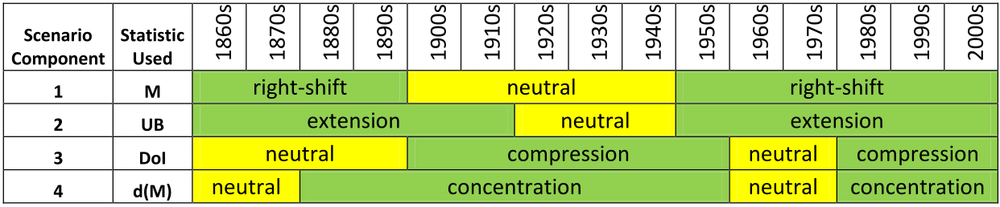 Scenario Component Statistic Used 1860s 1870s 1880s 1890s 1900s 1910s 1920s 1930s 1940s 1950s 1960s 1970s 1980s 1990s 2000s
1 M right-shift neutral right-shift
2 UB extension neutral extension
3 DoI neutral compression neutral compression
4 d(M) neutral concentration neutral concentration